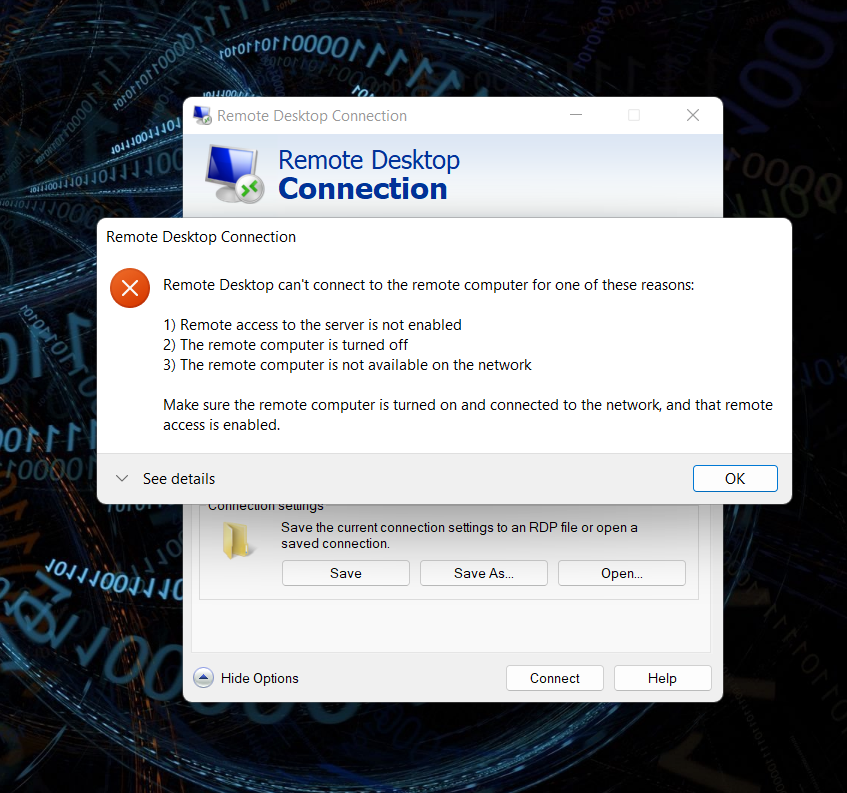 Remote Desktop Connection
Remote Desktop
Connection
Remote Desktop Connection
Remote Desktop can't connect to the remote computer for one of these reasons:
1) Remote access to the server is not enabled
2) The remote computer is turned off
3) The remote computer is not available on the network
Make sure the remote computer is turned on and connected to the network, and that remote
access is enabled.
See details
OK
Connection settings
Save the current connection settings to an RDP file or open a
saved connection.
Save
Save As...
Open...
Hide Options
Connect
Help